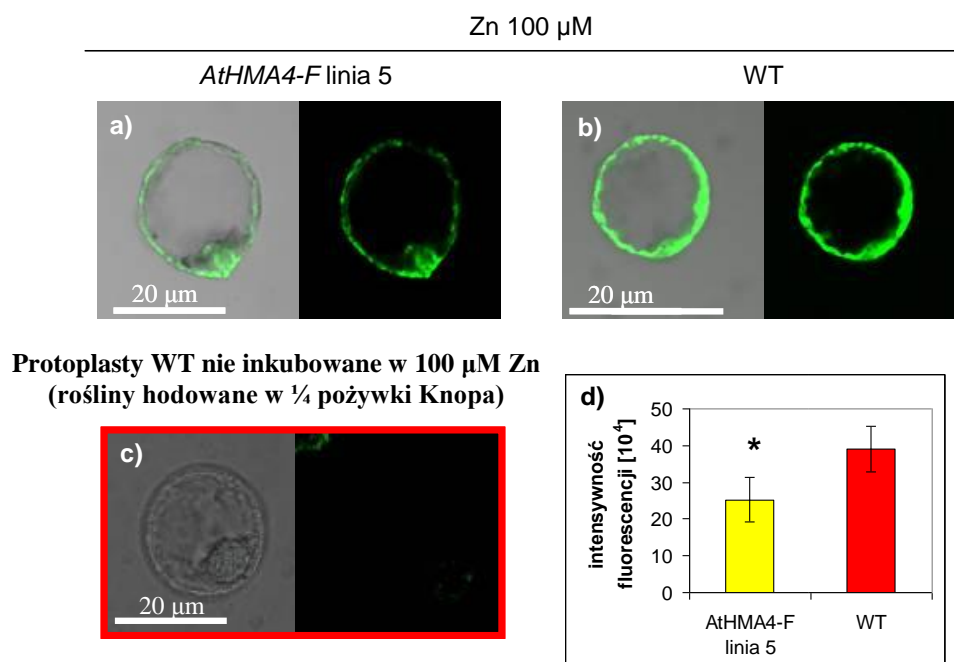 Zn 100 µM
AtHMA4-F linia 5
WT
a)
20 µm
b)
20 µm
Protoplasty WT nie inkubowane w 100 µM Zn
(rośliny hodowane w ¼ pożywki Knopa)
c)
20 µm
d)
intensywność
fluorescencji [10⁴]
50
40
30
20
10
0
*
AtHMA4-F
linia 5
WT